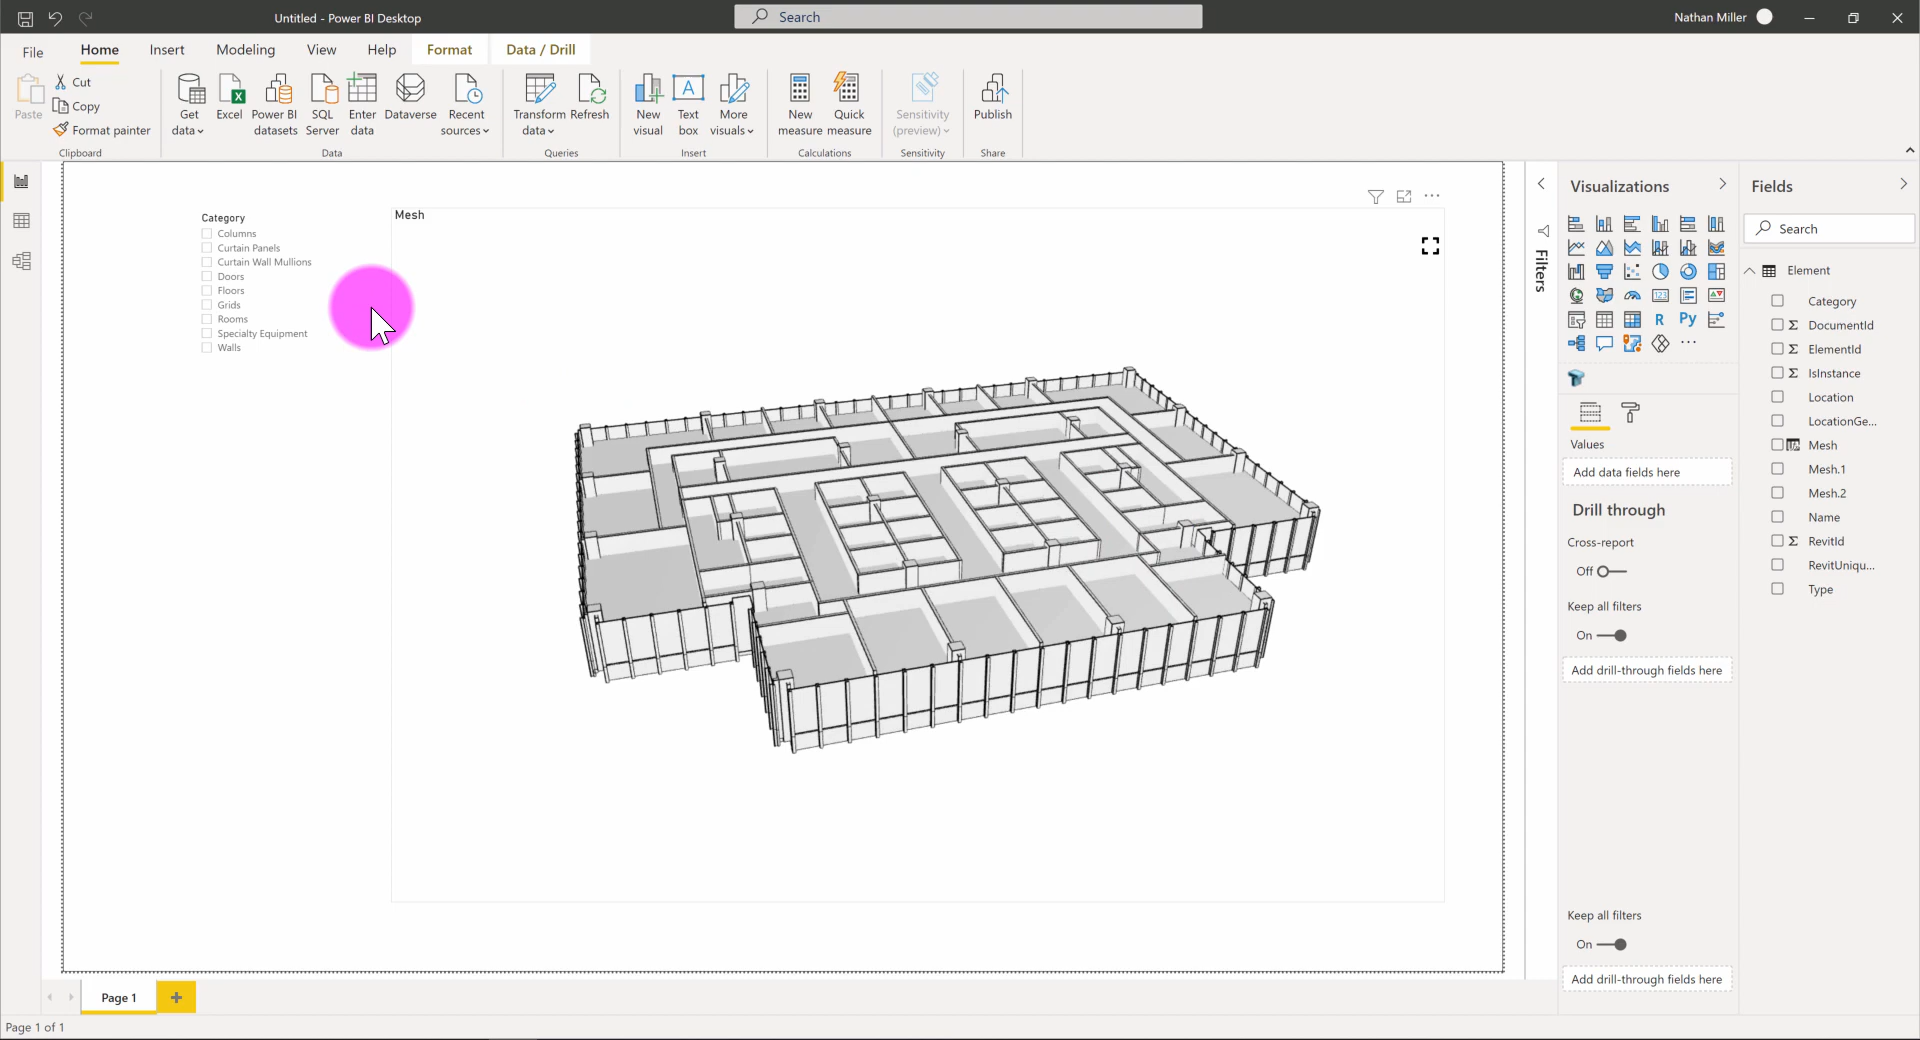 Untitled - Power BI Desktop
Search
Nathan Miller
File
Home
Insert
Modeling
View
Help
Format
Data / Drill
Paste
Cut
Copy
Format painter
Clipboard
Get data
Excel
Power BI datasets
SQL Server
Enter data
Dataverse
Recent sources
Data
Transform data
Refresh
Queries
New visual
A
Text box
More visuals
Insert
New measure
Quick measure
Calculations
Sensitivity (preview)
Sensitivity
Publish
Share
Category
Columns
Curtain Panels
Curtain Wall Mullions
Doors
Floors
Grids
Rooms
Specialty Equipment
Walls
Mesh
Filters
Visualizations
123
R
Py
Values
Add data fields here
Drill through
Cross-report
Off
Keep all filters
On
Add drill-through fields here
Keep all filters
On
Add drill-through fields here
Fields
Search
Element
Category
Σ DocumentId
Σ ElementId
Σ IsInstance
Location
LocationGe...
Mesh
Mesh.1
Mesh.2
Name
Σ RevitId
RevitUniqu...
Type
Page 1
Page 1 of 1